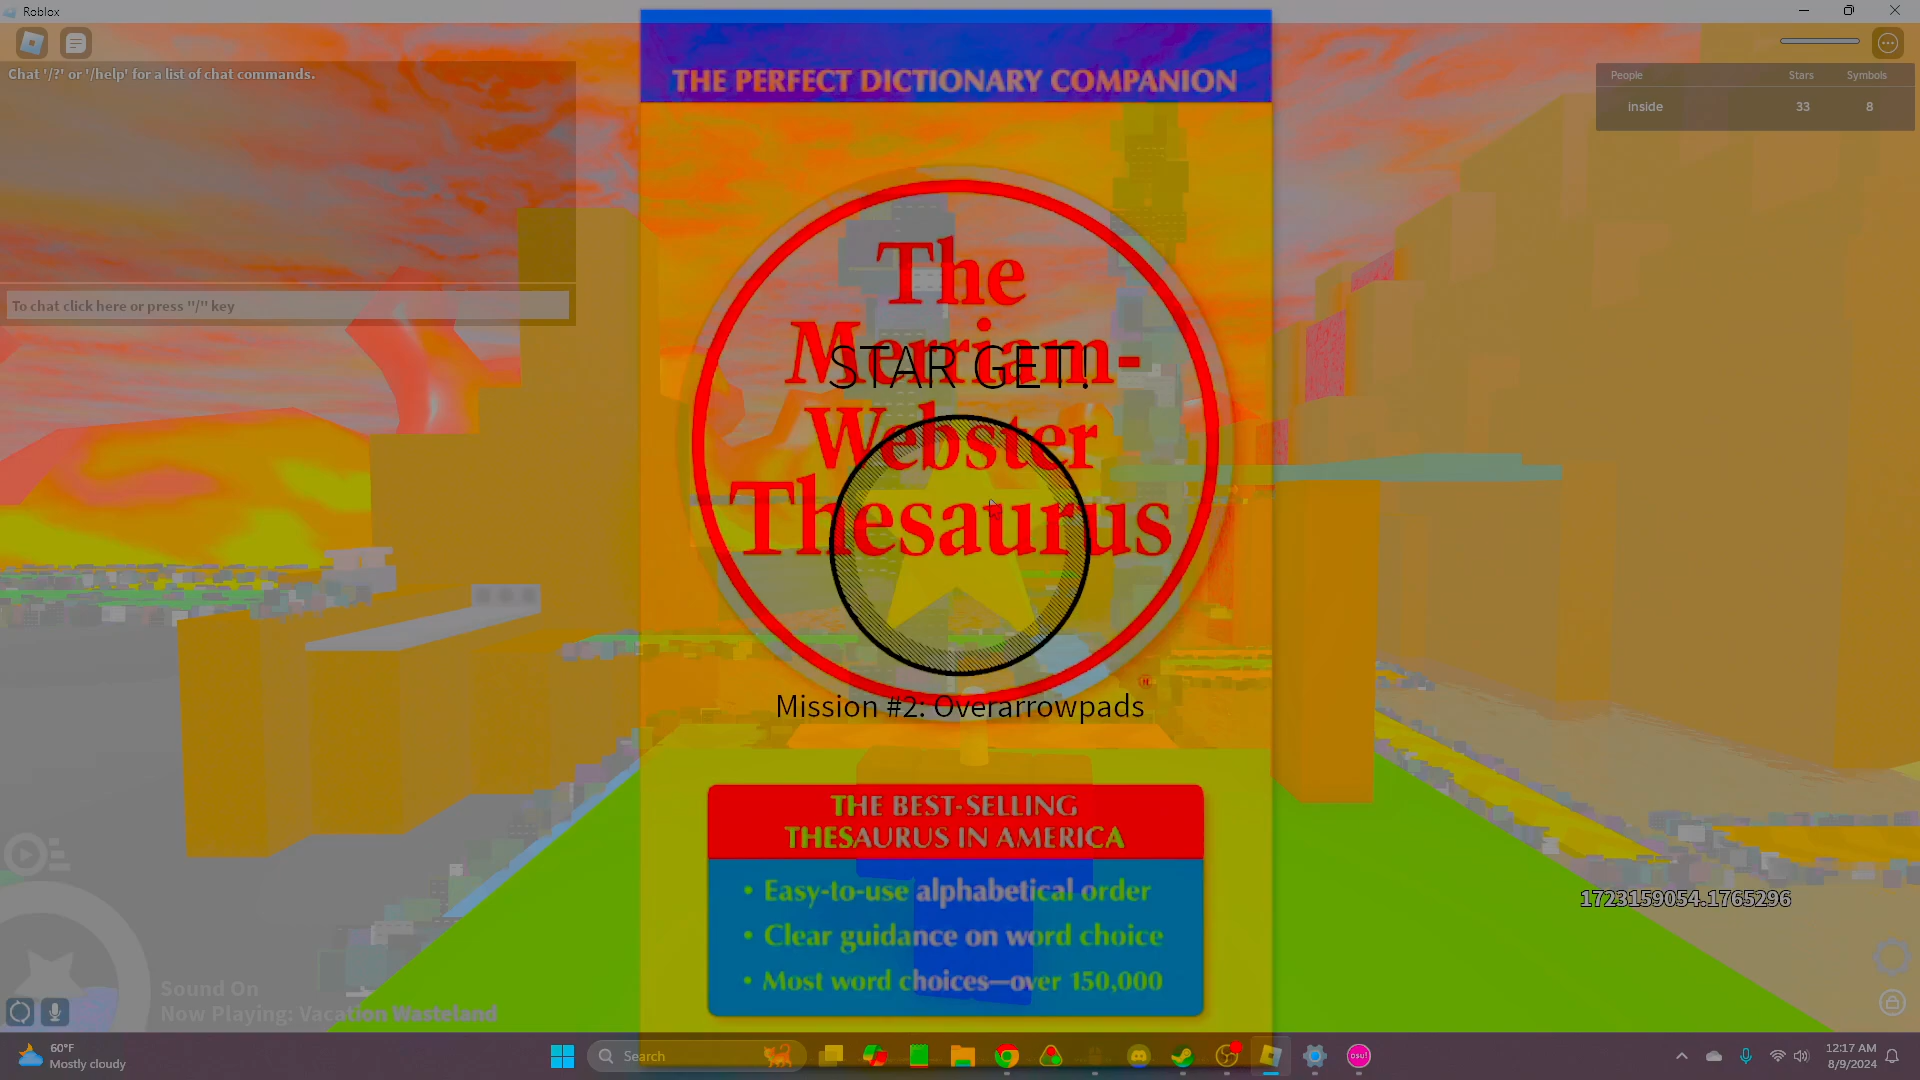 Roblox
Chat '/?' or '/help' for a list of chat commands.
To chat click here or press "/" key
People Stars Symbols
inside 33 8
THE PERFECT DICTIONARY COMPANION
The
Merriam-
Webster
Thesaurus
STAR GET!
Mission #2: Overarrowpads
THE BEST-SELLING
THESAURUS IN AMERICA
• Easy-to-use alphabetical order
• Clear guidance on word choice
• Most word choices—over 150,000
1723159054.1765296
Sound On
Now Playing: Vacation Wasteland
60°F
Mostly cloudy
Search
osu!
12:17 AM
8/9/2024